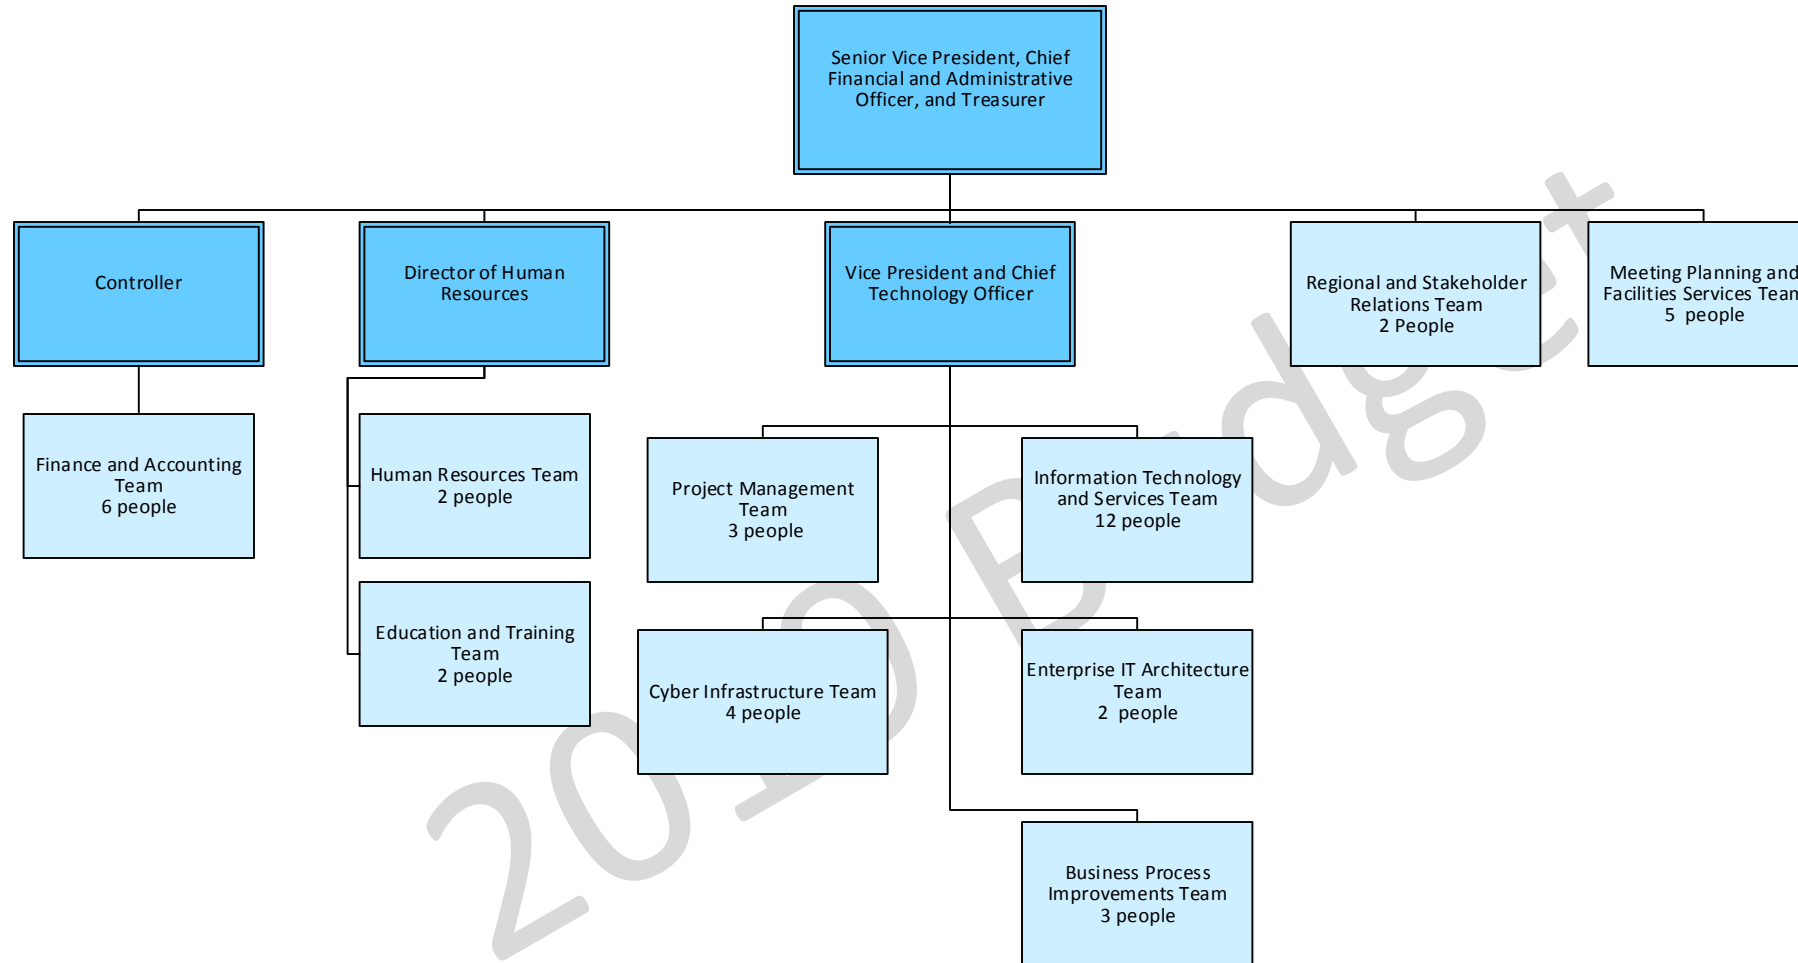 Senior Vice President, Chief
Financial and Administrative
Officer, and Treasurer
Controller
Director of Human
Resources
Vice President and Chief
Technology Officer
Regional and Stakeholder
Relations Team
2 People
Meeting Planning and
Facilities Services Team
5 people
Finance and Accounting
Team
6 people
Human Resources Team
2 people
Education and Training
Team
2 people
Project Management
Team
3 people
Information Technology
and Services Team
12 people
Cyber Infrastructure Team
4 people
Enterprise IT Architecture
Team
2 people
Business Process
Improvements Team
3 people
Budget